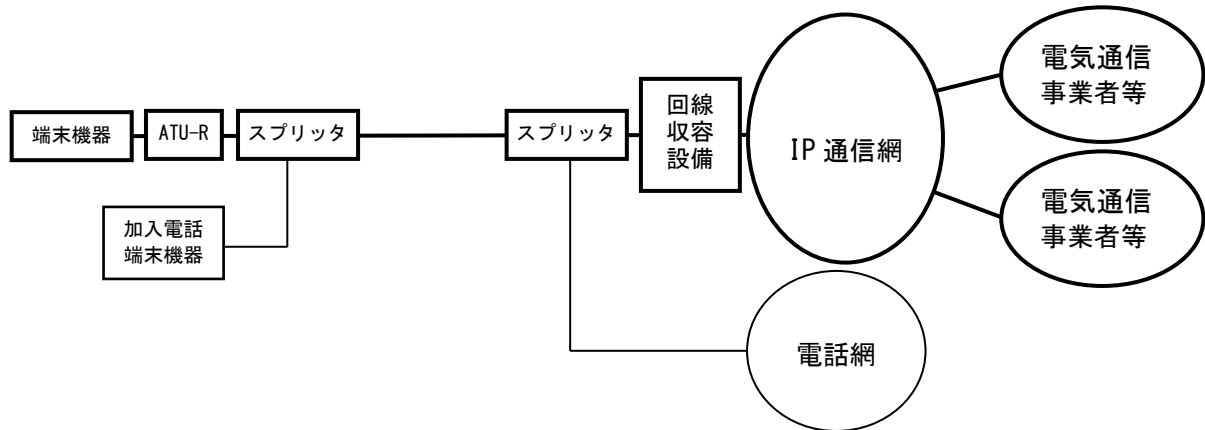 端末機器
ATU-R
スプリッタ
スプリッタ
回線
収容
設備
IP 通信網
電気通信
事業者等
電気通信
事業者等
加入電話
端末機器
電話網